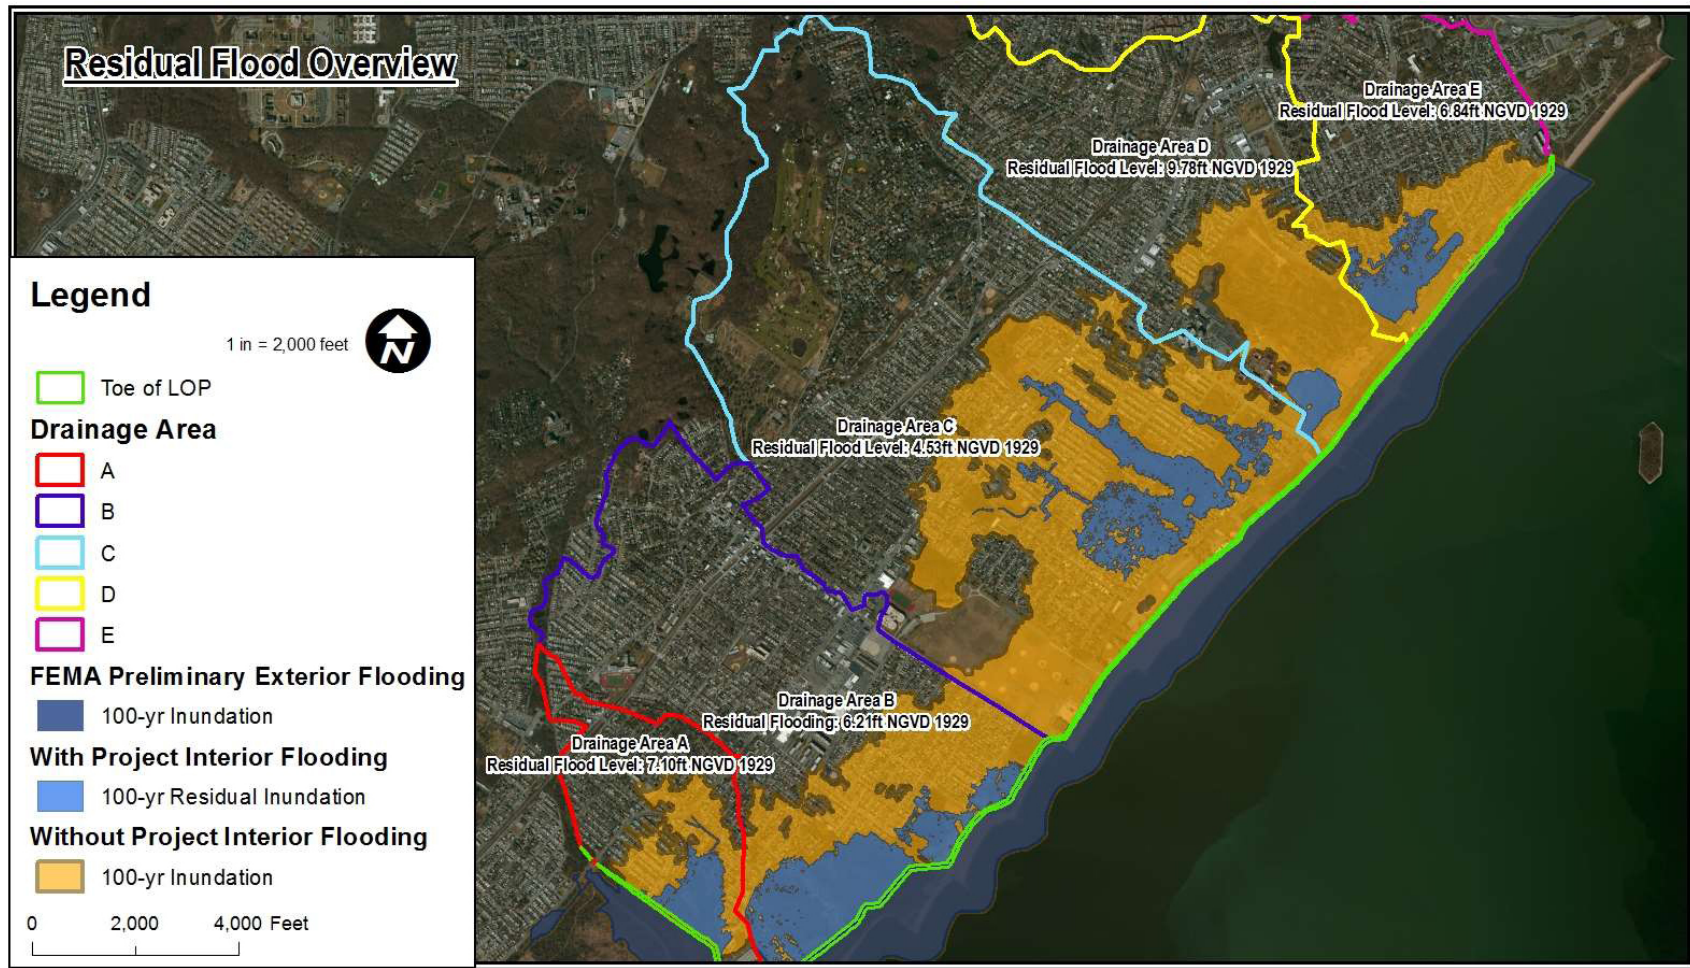 Residual Flood Overview
Drainage Area E
Residual Flood Level: 6.84ft NGVD 1929
Drainage Area D
Residual Flood Level: 9.78ft NGVD 1929
Drainage Area C
Residual Flood Level: 4.53ft NGVD 1929
Drainage Area B
Residual Flooding: 6.21ft NGVD 1929
Drainage Area A
Residual Flood Level: 7.10ft NGVD 1929
Legend
1 in = 2,000 feet
N
Toe of LOP
Drainage Area
A
B
C
D
E
FEMA Preliminary Exterior Flooding
100-yr Inundation
With Project Interior Flooding
100-yr Residual Inundation
Without Project Interior Flooding
100-yr Inundation
0 2,000 4,000 Feet